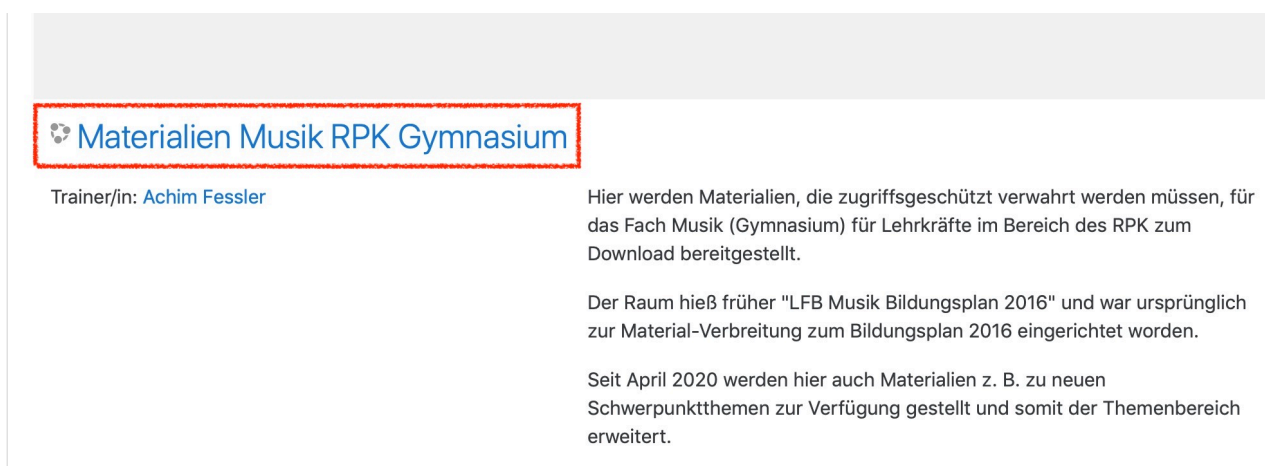 Materialien Musik RPK Gymnasium
Trainer/in: Achim Fessler
Hier werden Materialien, die zugriffsgeschützt verwahrt werden müssen, für
das Fach Musik (Gymnasium) für Lehrkräfte im Bereich des RPK zum
Download bereitgestellt.
Der Raum hieß früher "LFB Musik Bildungsplan 2016" und war ursprünglich
zur Material-Verbreitung zum Bildungsplan 2016 eingerichtet worden.
Seit April 2020 werden hier auch Materialien z. B. zu neuen
Schwerpunktthemen zur Verfügung gestellt und somit der Themenbereich
erweitert.